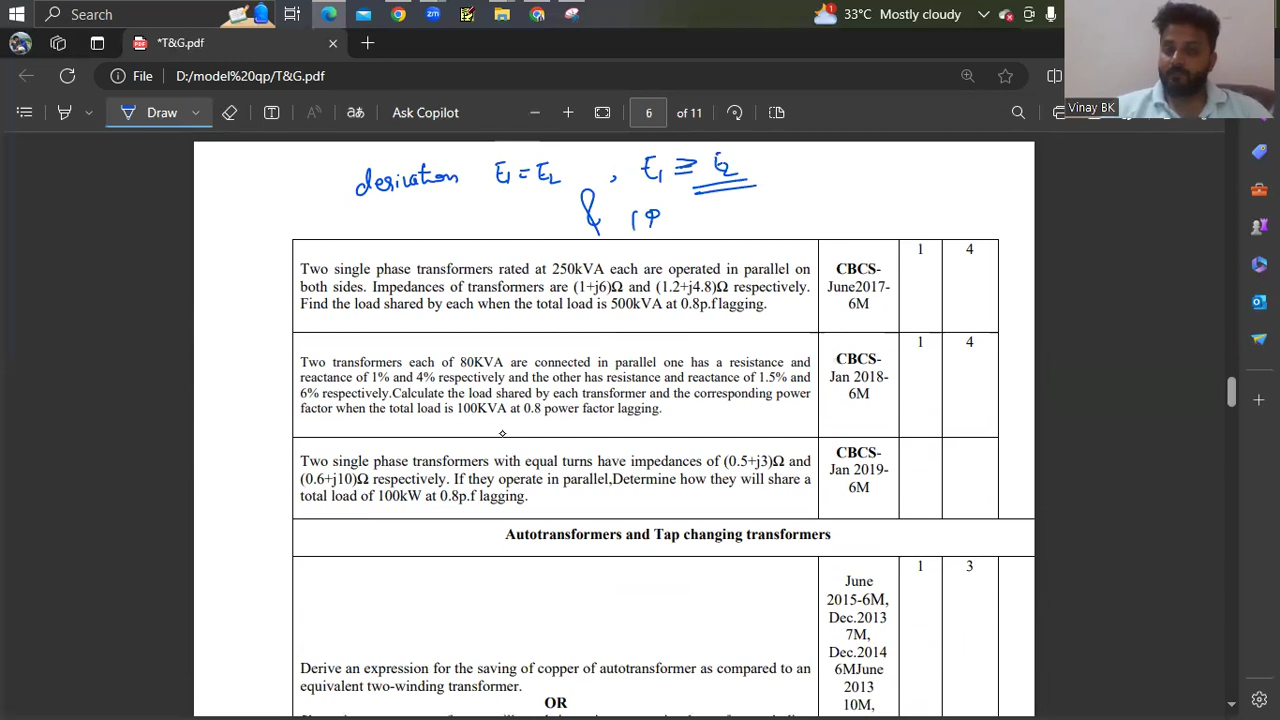 Search
33°C Mostly cloudy
*T&G.pdf
File D:/model%20qp/T&G.pdf
Vinay BK
Draw
Ask Copilot
6 of 11
derivation E1 = E2 , E1 ≥ E2
& 1Φ
Two single phase transformers rated at 250kVA each are operated in parallel on
both sides. Impedances of transformers are (1+j6)Ω and (1.2+j4.8)Ω respectively.
Find the load shared by each when the total load is 500kVA at 0.8p.f lagging.
CBCS-
June2017-
6M
1
4
Two transformers each of 80KVA are connected in parallel one has a resistance and
reactance of 1% and 4% respectively and the other has resistance and reactance of 1.5% and
6% respectively.Calculate the load shared by each transformer and the corresponding power
factor when the total load is 100KVA at 0.8 power factor lagging.
CBCS-
Jan 2018-
6M
1
4
Two single phase transformers with equal turns have impedances of (0.5+j3)Ω and
(0.6+j10)Ω respectively. If they operate in parallel,Determine how they will share a
total load of 100kW at 0.8p.f lagging.
CBCS-
Jan 2019-
6M
Autotransformers and Tap changing transformers
Derive an expression for the saving of copper of autotransformer as compared to an
equivalent two-winding transformer.
OR
June
2015-6M,
Dec.2013
7M,
Dec.2014
6MJune
2013
10M,
1
3